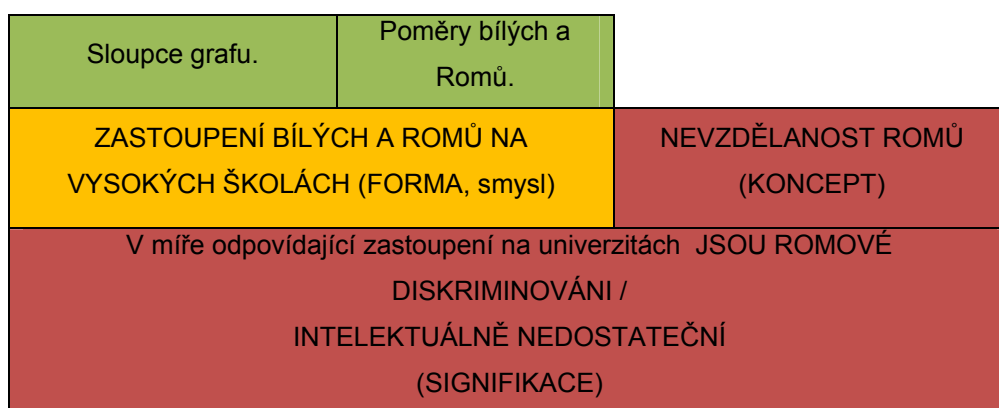 Sloupce grafu.
Poměry bílých a
Romů.
ZASTOUPENÍ BÍLÝCH A ROMŮ NA
VYSOKÝCH ŠKOLÁCH (FORMA, smysl)
NEVZDĚLANOST ROMŮ
(KONCEPT)
V míře odpovídající zastoupení na univerzitách JSOU ROMOVÉ
DISKRIMINOVÁNI /
INTELEKTUÁLNĚ NEDOSTATEČNÍ
(SIGNIFIKACE)